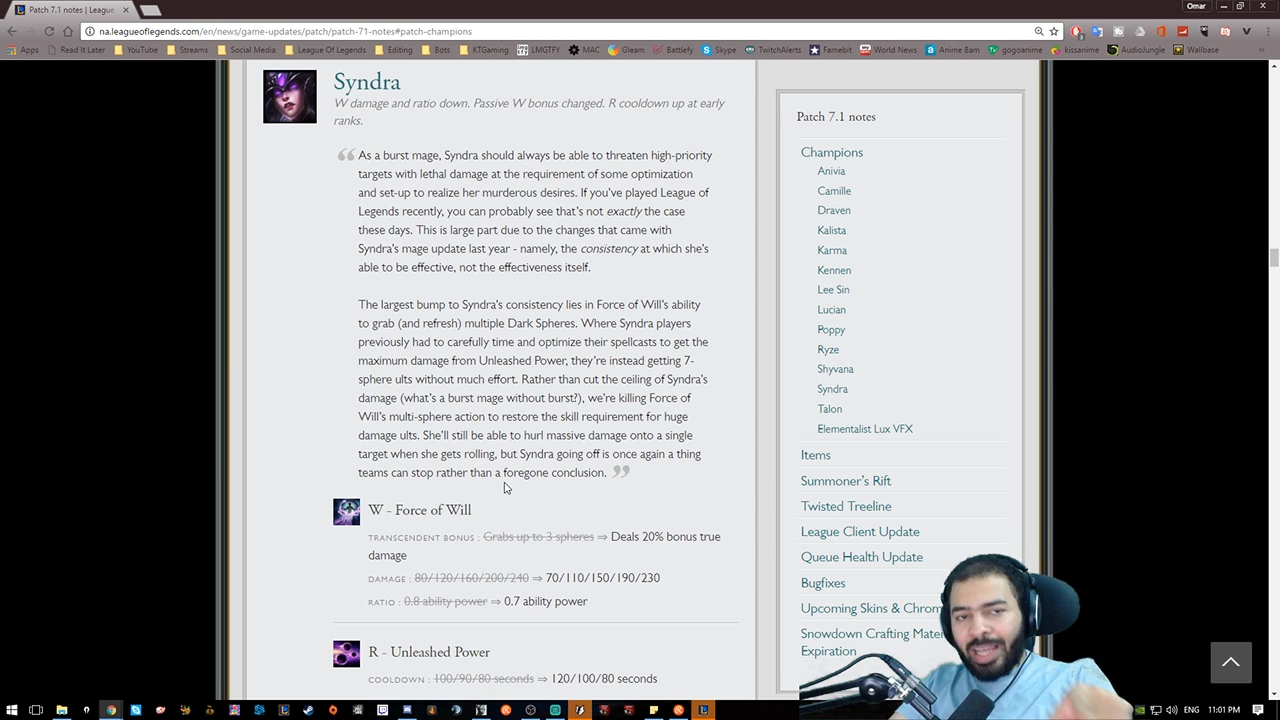 Patch 7.1 notes | League
Omar
na.leagueoflegends.com/en/news/game-updates/patch/patch-71-notes#patch-champions
Apps Read It Later YouTube Streams Social Media League Of Legends Editing Bots KTGaming LMGTFY MAC Gleam Battlefy Skype TwitchAlerts Famebit World News Anime Bam gogoanime kissanime AudioJungle Wallbase
Syndra
W damage and ratio down. Passive W bonus changed. R cooldown up at early
ranks.
“ As a burst mage, Syndra should always be able to threaten high-priority
targets with lethal damage at the requirement of some optimization
and set-up to realize her murderous desires. If you've played League of
Legends recently, you can probably see that's not exactly the case
these days. This is large part due to the changes that came with
Syndra's mage update last year - namely, the consistency at which she's
able to be effective, not the effectiveness itself.
The largest bump to Syndra's consistency lies in Force of Will's ability
to grab (and refresh) multiple Dark Spheres. Where Syndra players
previously had to carefully time and optimize their spellcasts to get the
maximum damage from Unleashed Power, they're instead getting 7-
sphere ults without much effort. Rather than cut the ceiling of Syndra's
damage (what's a burst mage without burst?), we're killing Force of
Will's multi-sphere action to restore the skill requirement for huge
damage ults. She'll still be able to hurl massive damage onto a single
target when she gets rolling, but Syndra going off is once again a thing
teams can stop rather than a foregone conclusion. ”
W - Force of Will
TRANSCENDENT BONUS : Grabs up to 3 spheres ⇒ Deals 20% bonus true
damage
DAMAGE : 80/120/160/200/240 ⇒ 70/110/150/190/230
RATIO : 0.8 ability power ⇒ 0.7 ability power
R - Unleashed Power
COOLDOWN : 100/90/80 seconds ⇒ 120/100/80 seconds
Patch 7.1 notes
Champions
Anivia
Camille
Draven
Kalista
Karma
Kennen
Lee Sin
Lucian
Poppy
Ryze
Shyvana
Syndra
Talon
Elementalist Lux VFX
Items
Summoner's Rift
Twisted Treeline
League Client Update
Queue Health Update
Bugfixes
Upcoming Skins & Chrom
Snowdown Crafting Mater
Expiration
ENG 11:01 PM